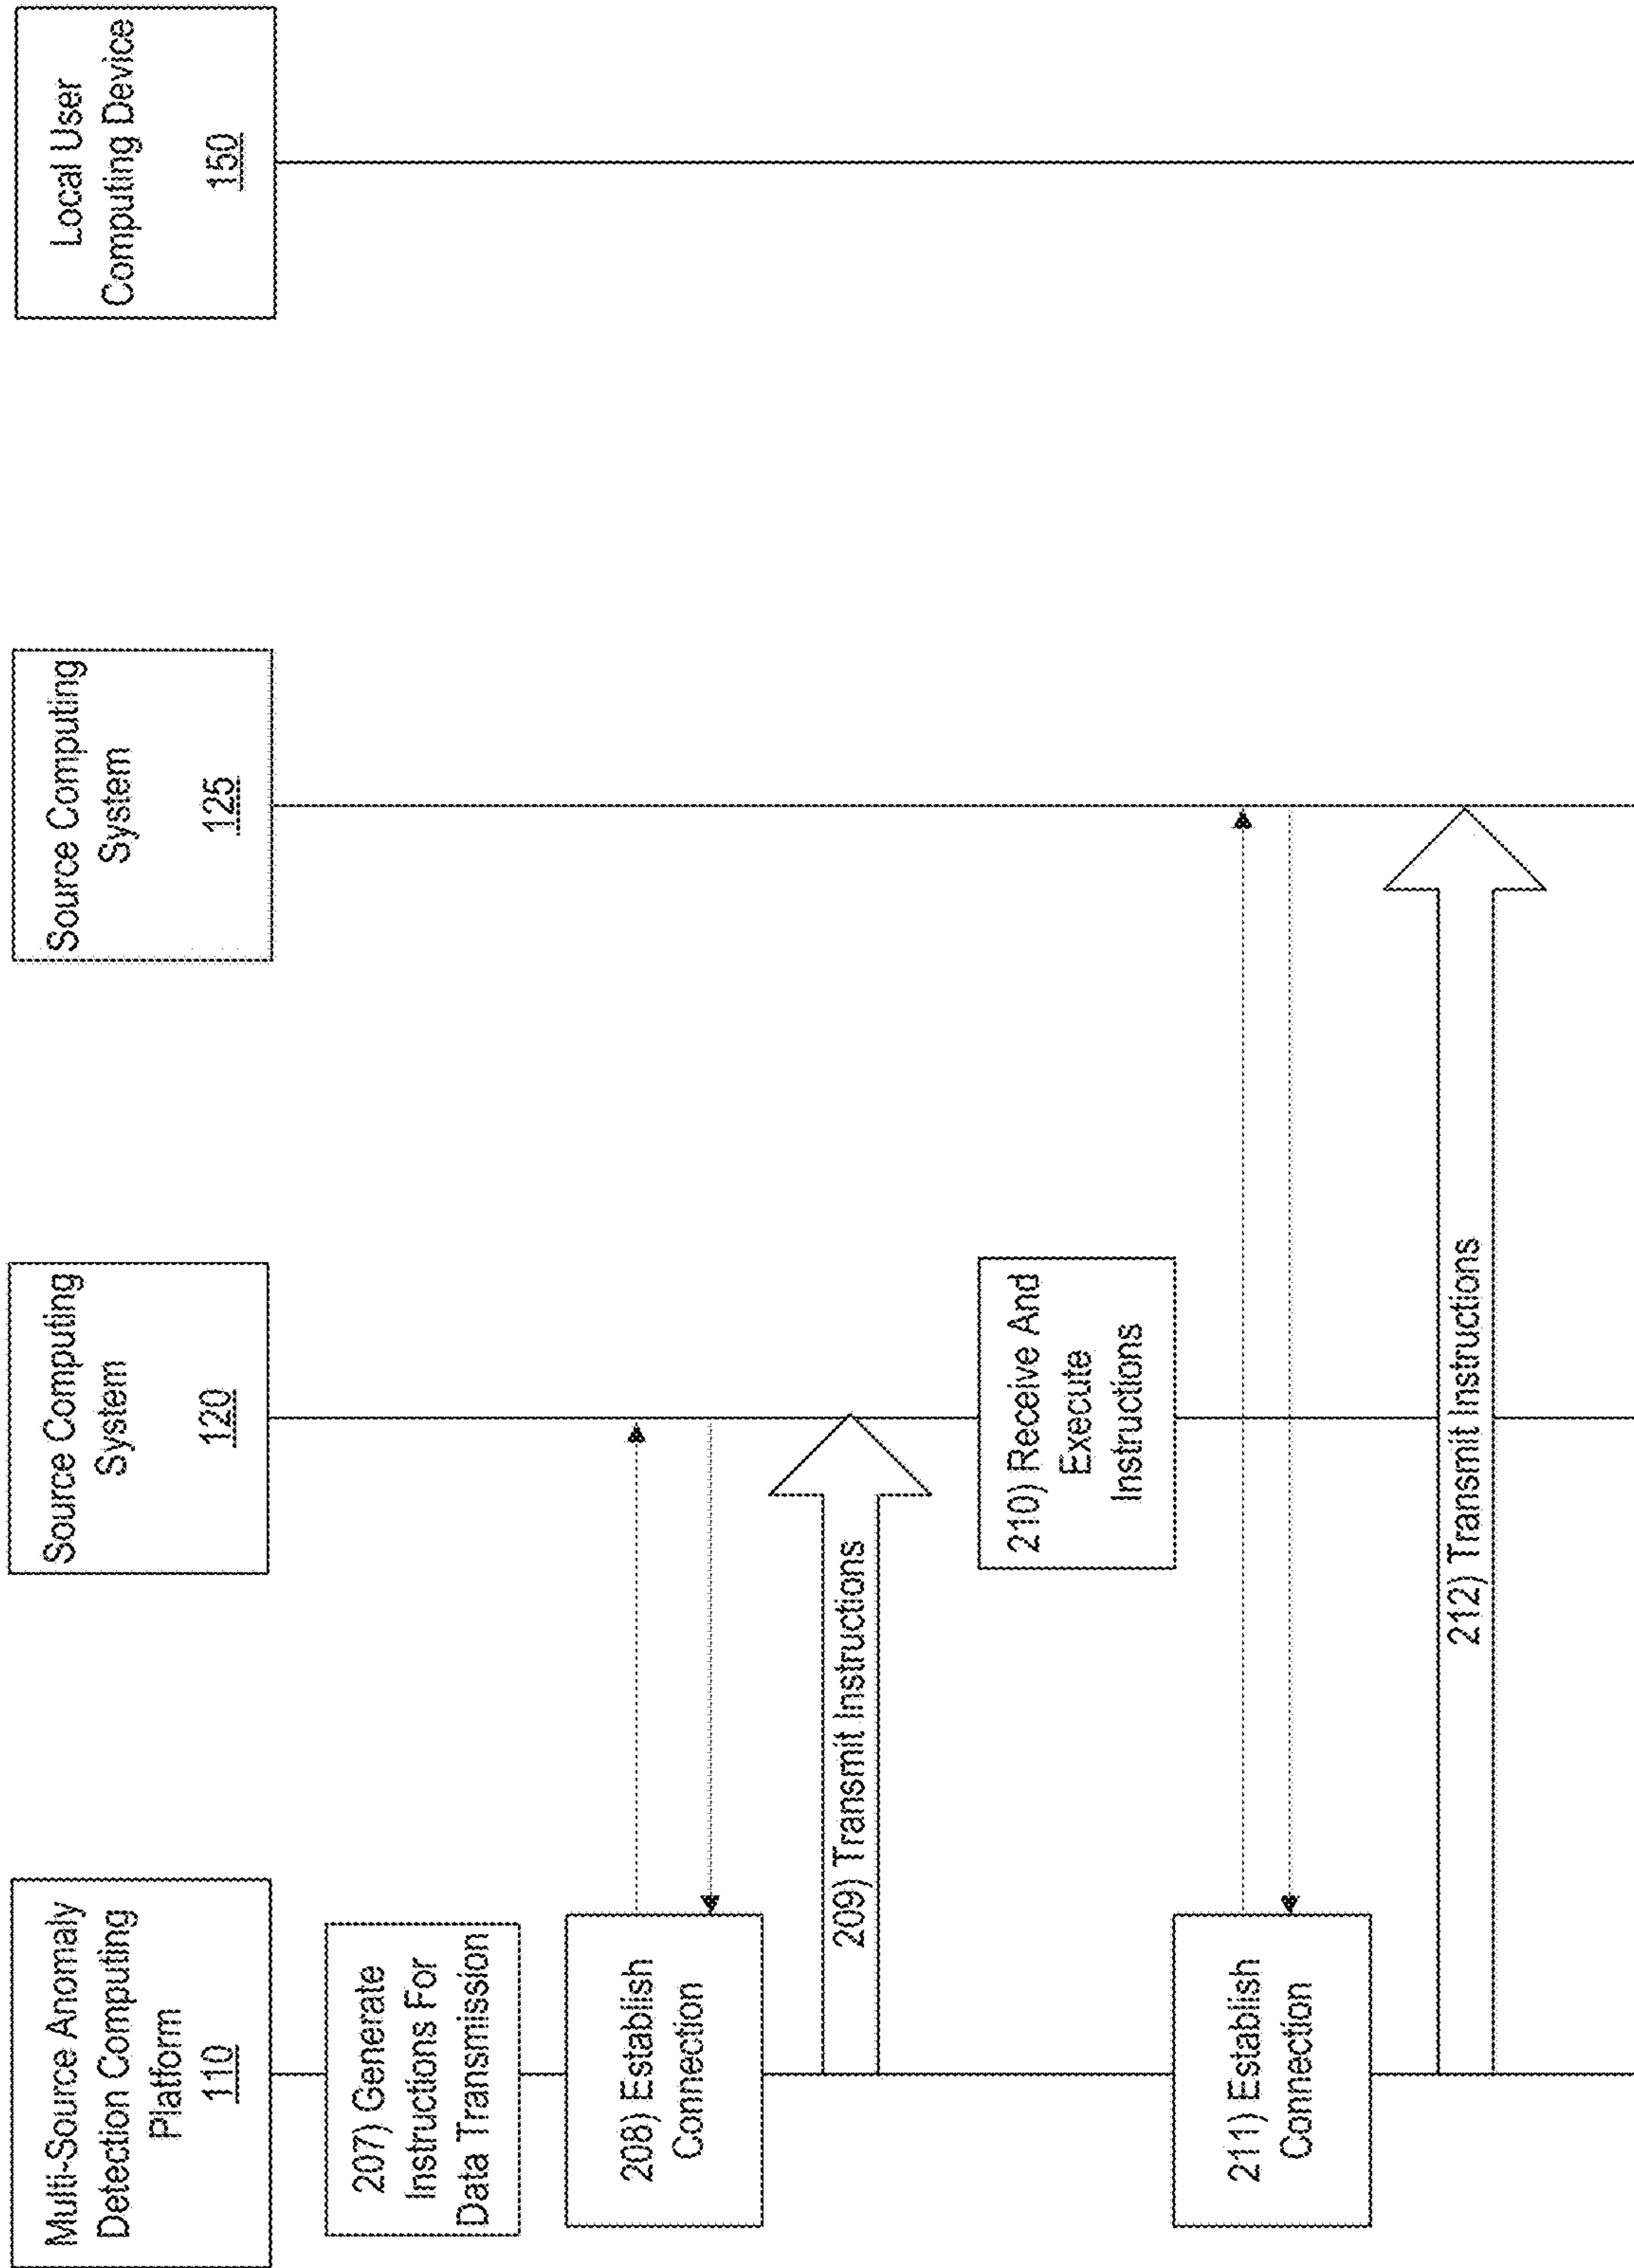 Multi-Source Anomaly
Detection Computing
Platform
110
Source Computing
System
120
Source Computing
System
125
Local User
Computing Device
150
207) Generate
Instructions For
Data Transmission
208) Establish
Connection
209) Transmit Instructions
210) Receive And
Execute
Instructions
211) Establish
Connection
212) Transmit Instructions